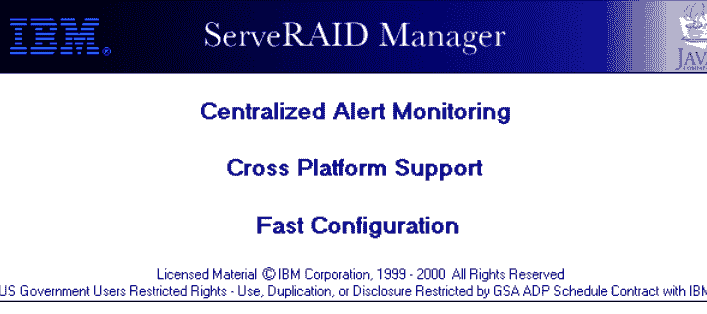 IBM®
ServeRAID Manager
JAVA
Centralized Alert Monitoring
Cross Platform Support
Fast Configuration
Licensed Material © IBM Corporation, 1999 - 2000 All Rights Reserved
US Government Users Restricted Rights - Use, Duplication, or Disclosure Restricted by GSA ADP Schedule Contract with IBM